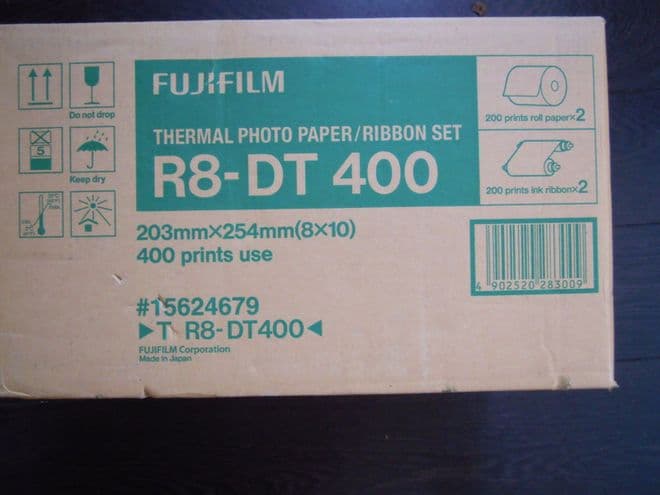 FUJIFILM
THERMAL PHOTO PAPER/RIBBON SET
R8-DT 400
200 prints roll paper×2
200 prints ink ribbon×2
Do not drop
5
Keep dry
203mm×254mm(8×10)
400 prints use
4 902520 283009
#15624679
▶T R8-DT400◀
FUJIFILM Corporation
Made in Japan